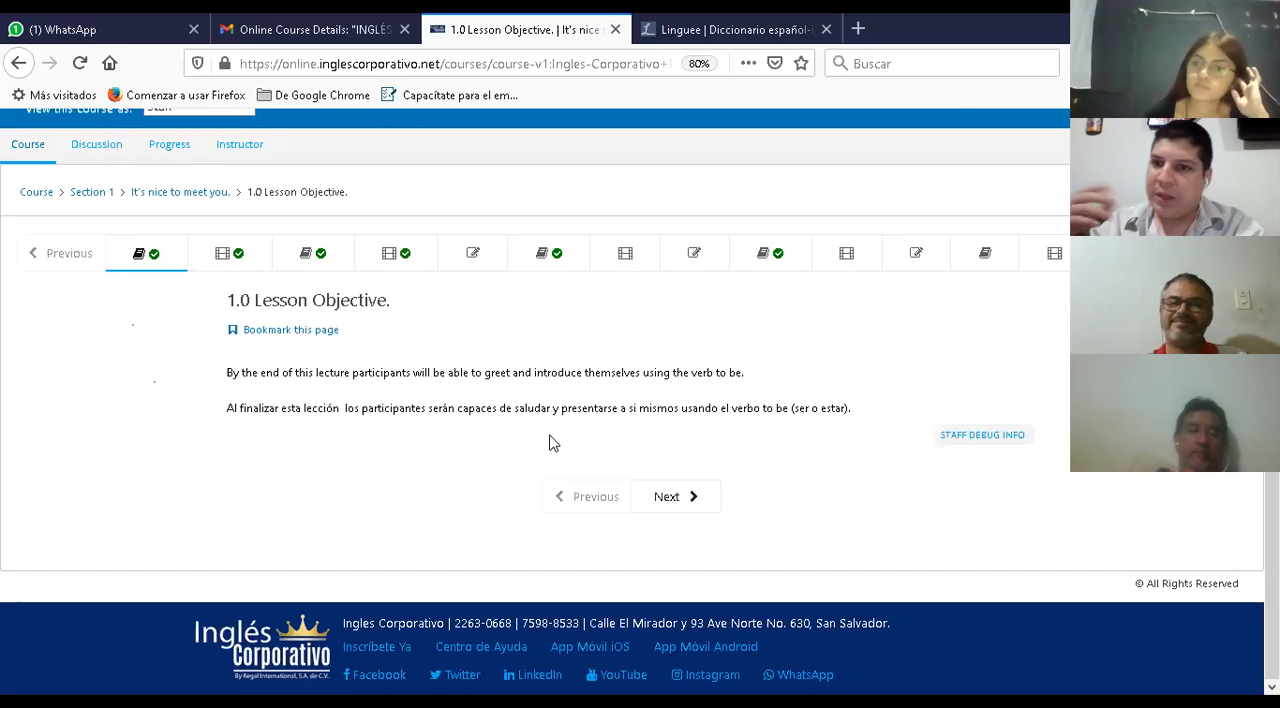 (1) WhatsApp
Online Course Details: "INGLÉS
1.0 Lesson Objective. | It's nice
Linguee | Diccionario español-i
https://online.inglescorporativo.net/courses/course-v1:Ingles-Corporativo+
80%
Buscar
Más visitados
Comenzar a usar Firefox
De Google Chrome
Capacítate para el em...
View this course as:
Staff
Course
Discussion
Progress
Instructor
Course > Section 1 > It's nice to meet you. > 1.0 Lesson Objective.
Previous
1.0 Lesson Objective.
Bookmark this page
By the end of this lecture participants will be able to greet and introduce themselves using the verb to be.
Al finalizar esta lección los participantes serán capaces de saludar y presentarse a si mismos usando el verbo to be (ser o estar).
STAFF DEBUG INFO
Previous
Next
© All Rights Reserved
Inglés
Corporativo
By Regal International, S.A. de C.V.
Ingles Corporativo | 2263-0668 | 7598-8533 | Calle El Mirador y 93 Ave Norte No. 630, San Salvador.
Inscríbete Ya
Centro de Ayuda
App Móvil iOS
App Móvil Android
Facebook
Twitter
LinkedIn
YouTube
Instagram
WhatsApp